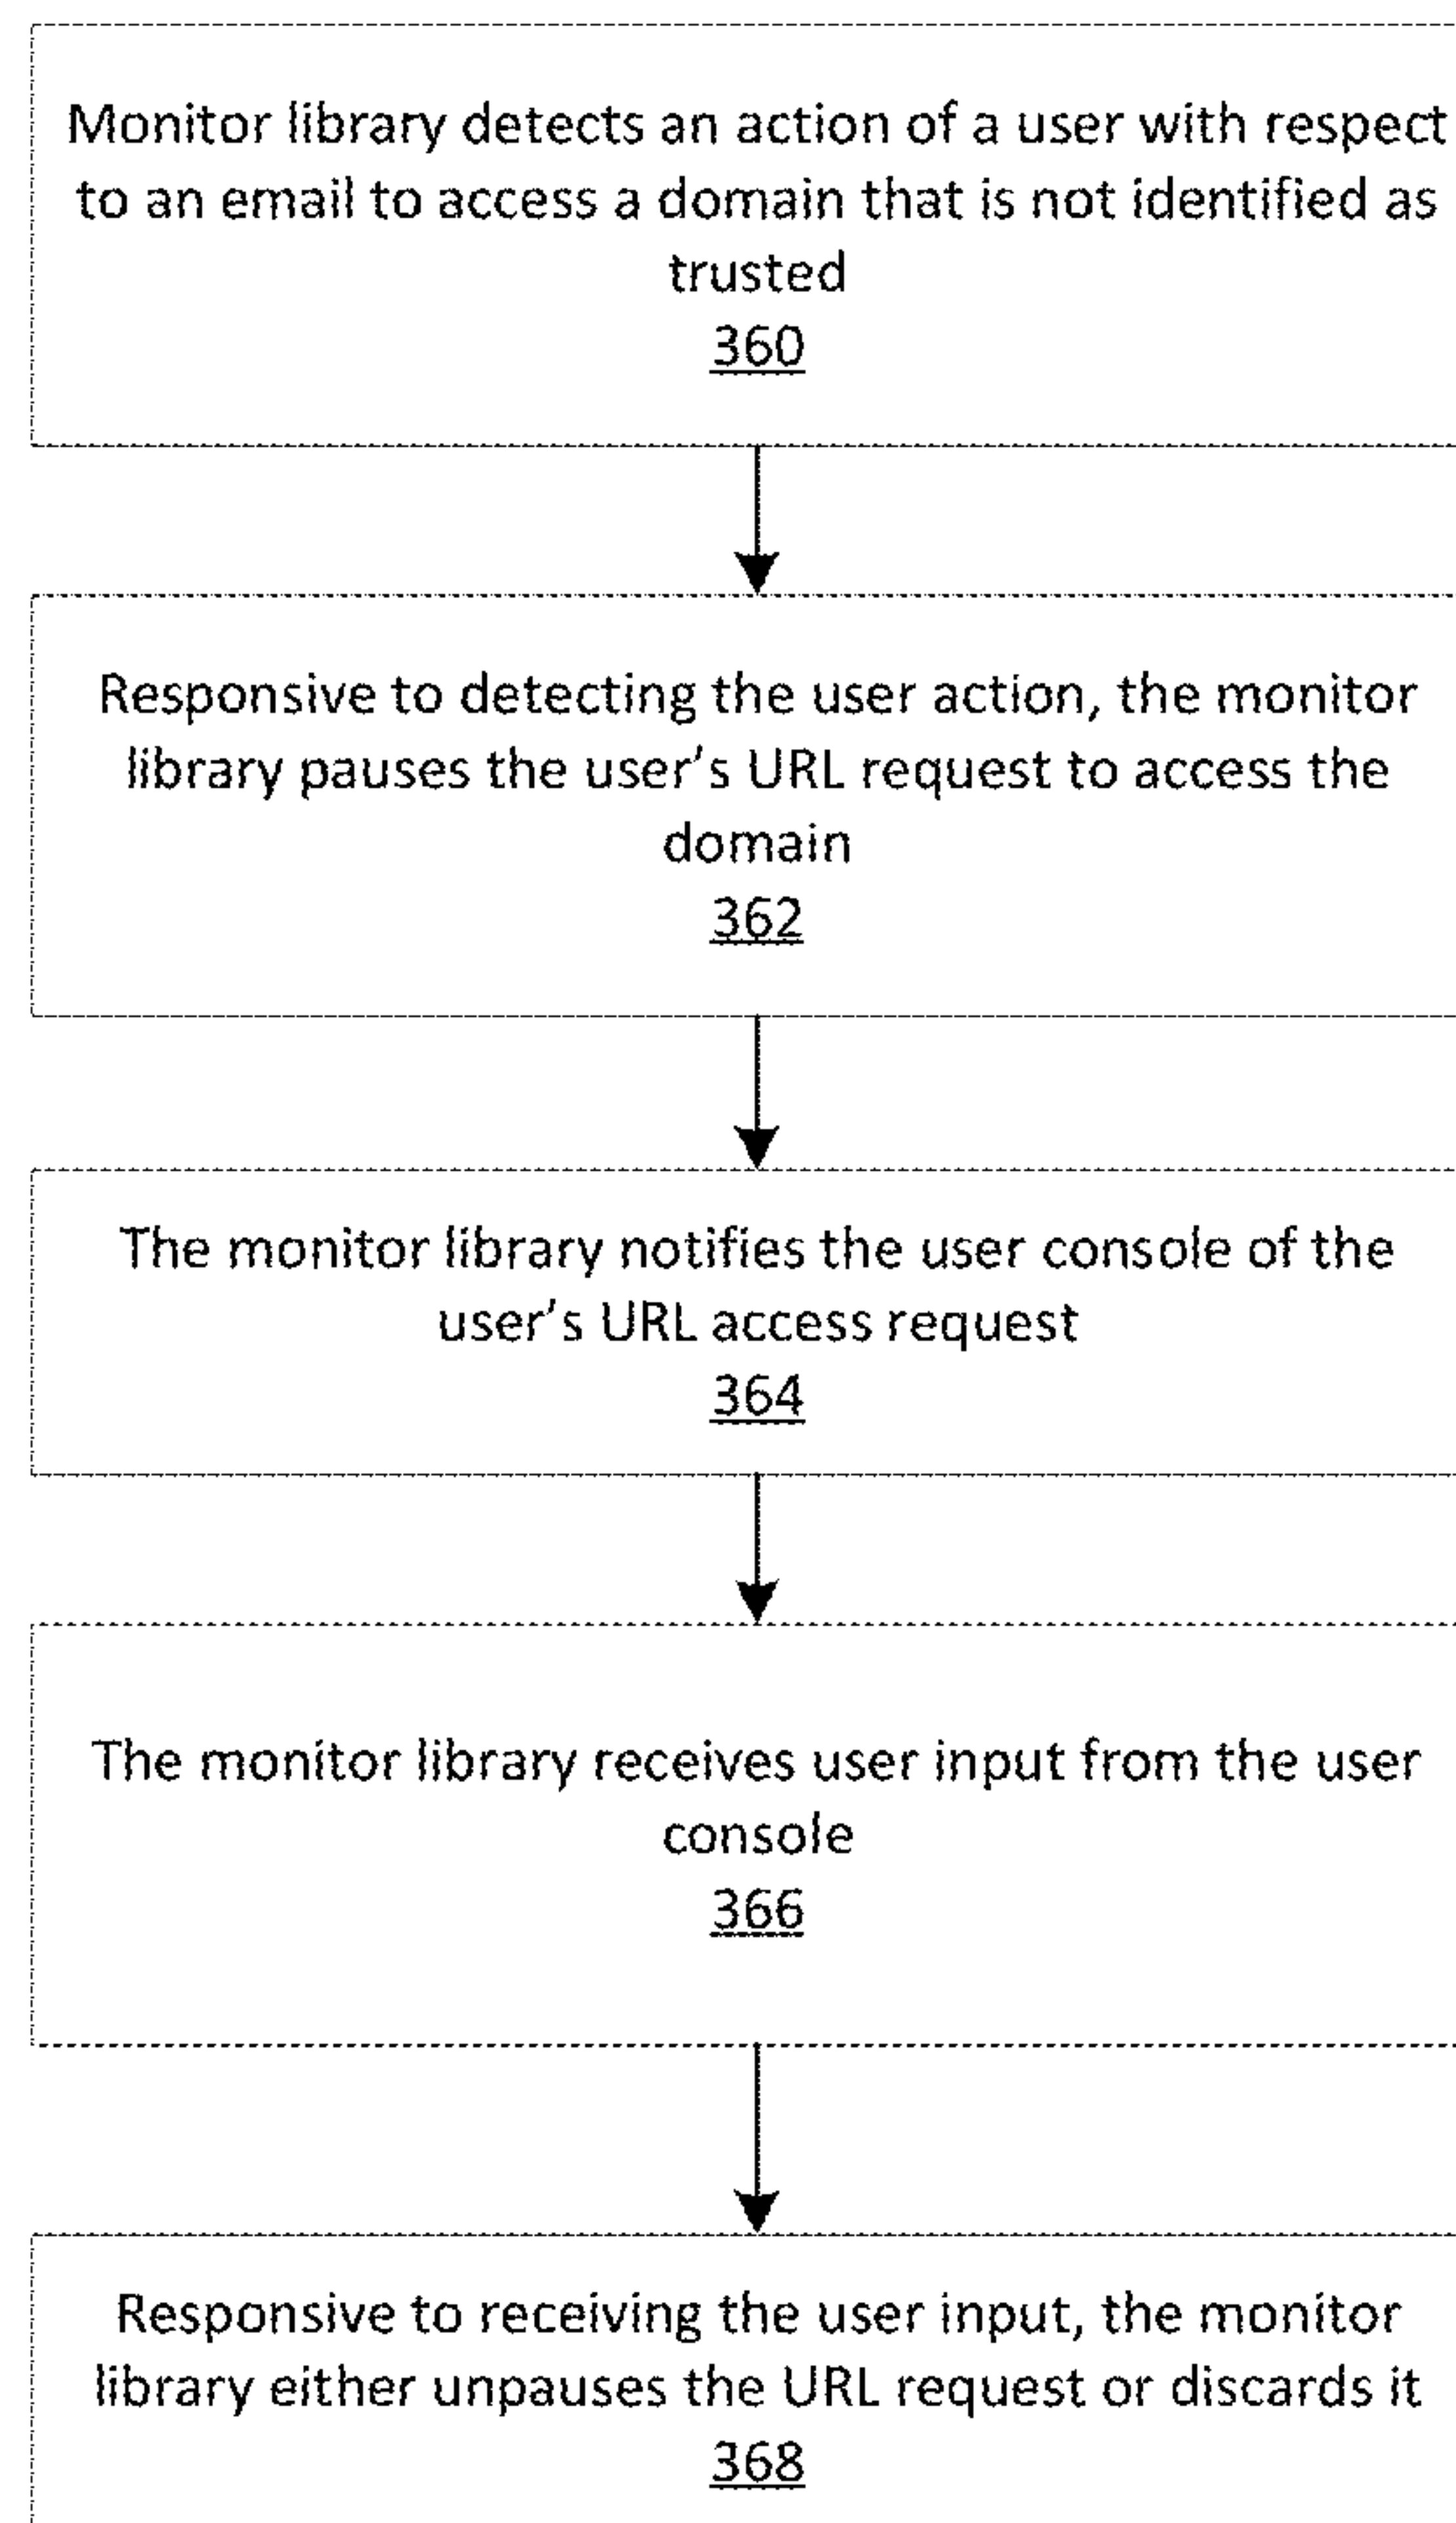 Monitor library detects an action of a user with respect
to an email to access a domain that is not identified as
trusted
360
Responsive to detecting the user action, the monitor
library pauses the user's URL request to access the
domain
362
The monitor library notifies the user console of the
user's URL access request
364
The monitor library receives user input from the user
console
366
Responsive to receiving the user input, the monitor
library either unpauses the URL request or discards it
368